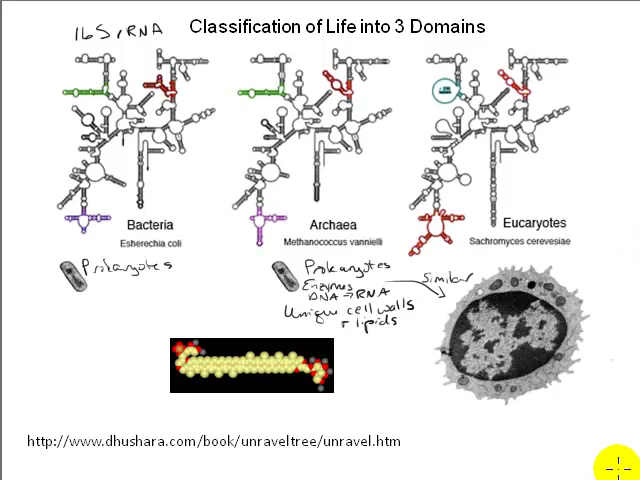 Classification of Life into 3 Domains
16S rRNA
Bacteria
Esherechia coli
Archaea
Methanococcus vannielli
Eucaryotes
Sachromyces cerevesiae
Prokaryotes
Prokaryotes
Enzymes
DNA → RNA
Similar
Unique cell walls
+ lipids
http://www.dhushara.com/book/unraveltree/unravel.htm